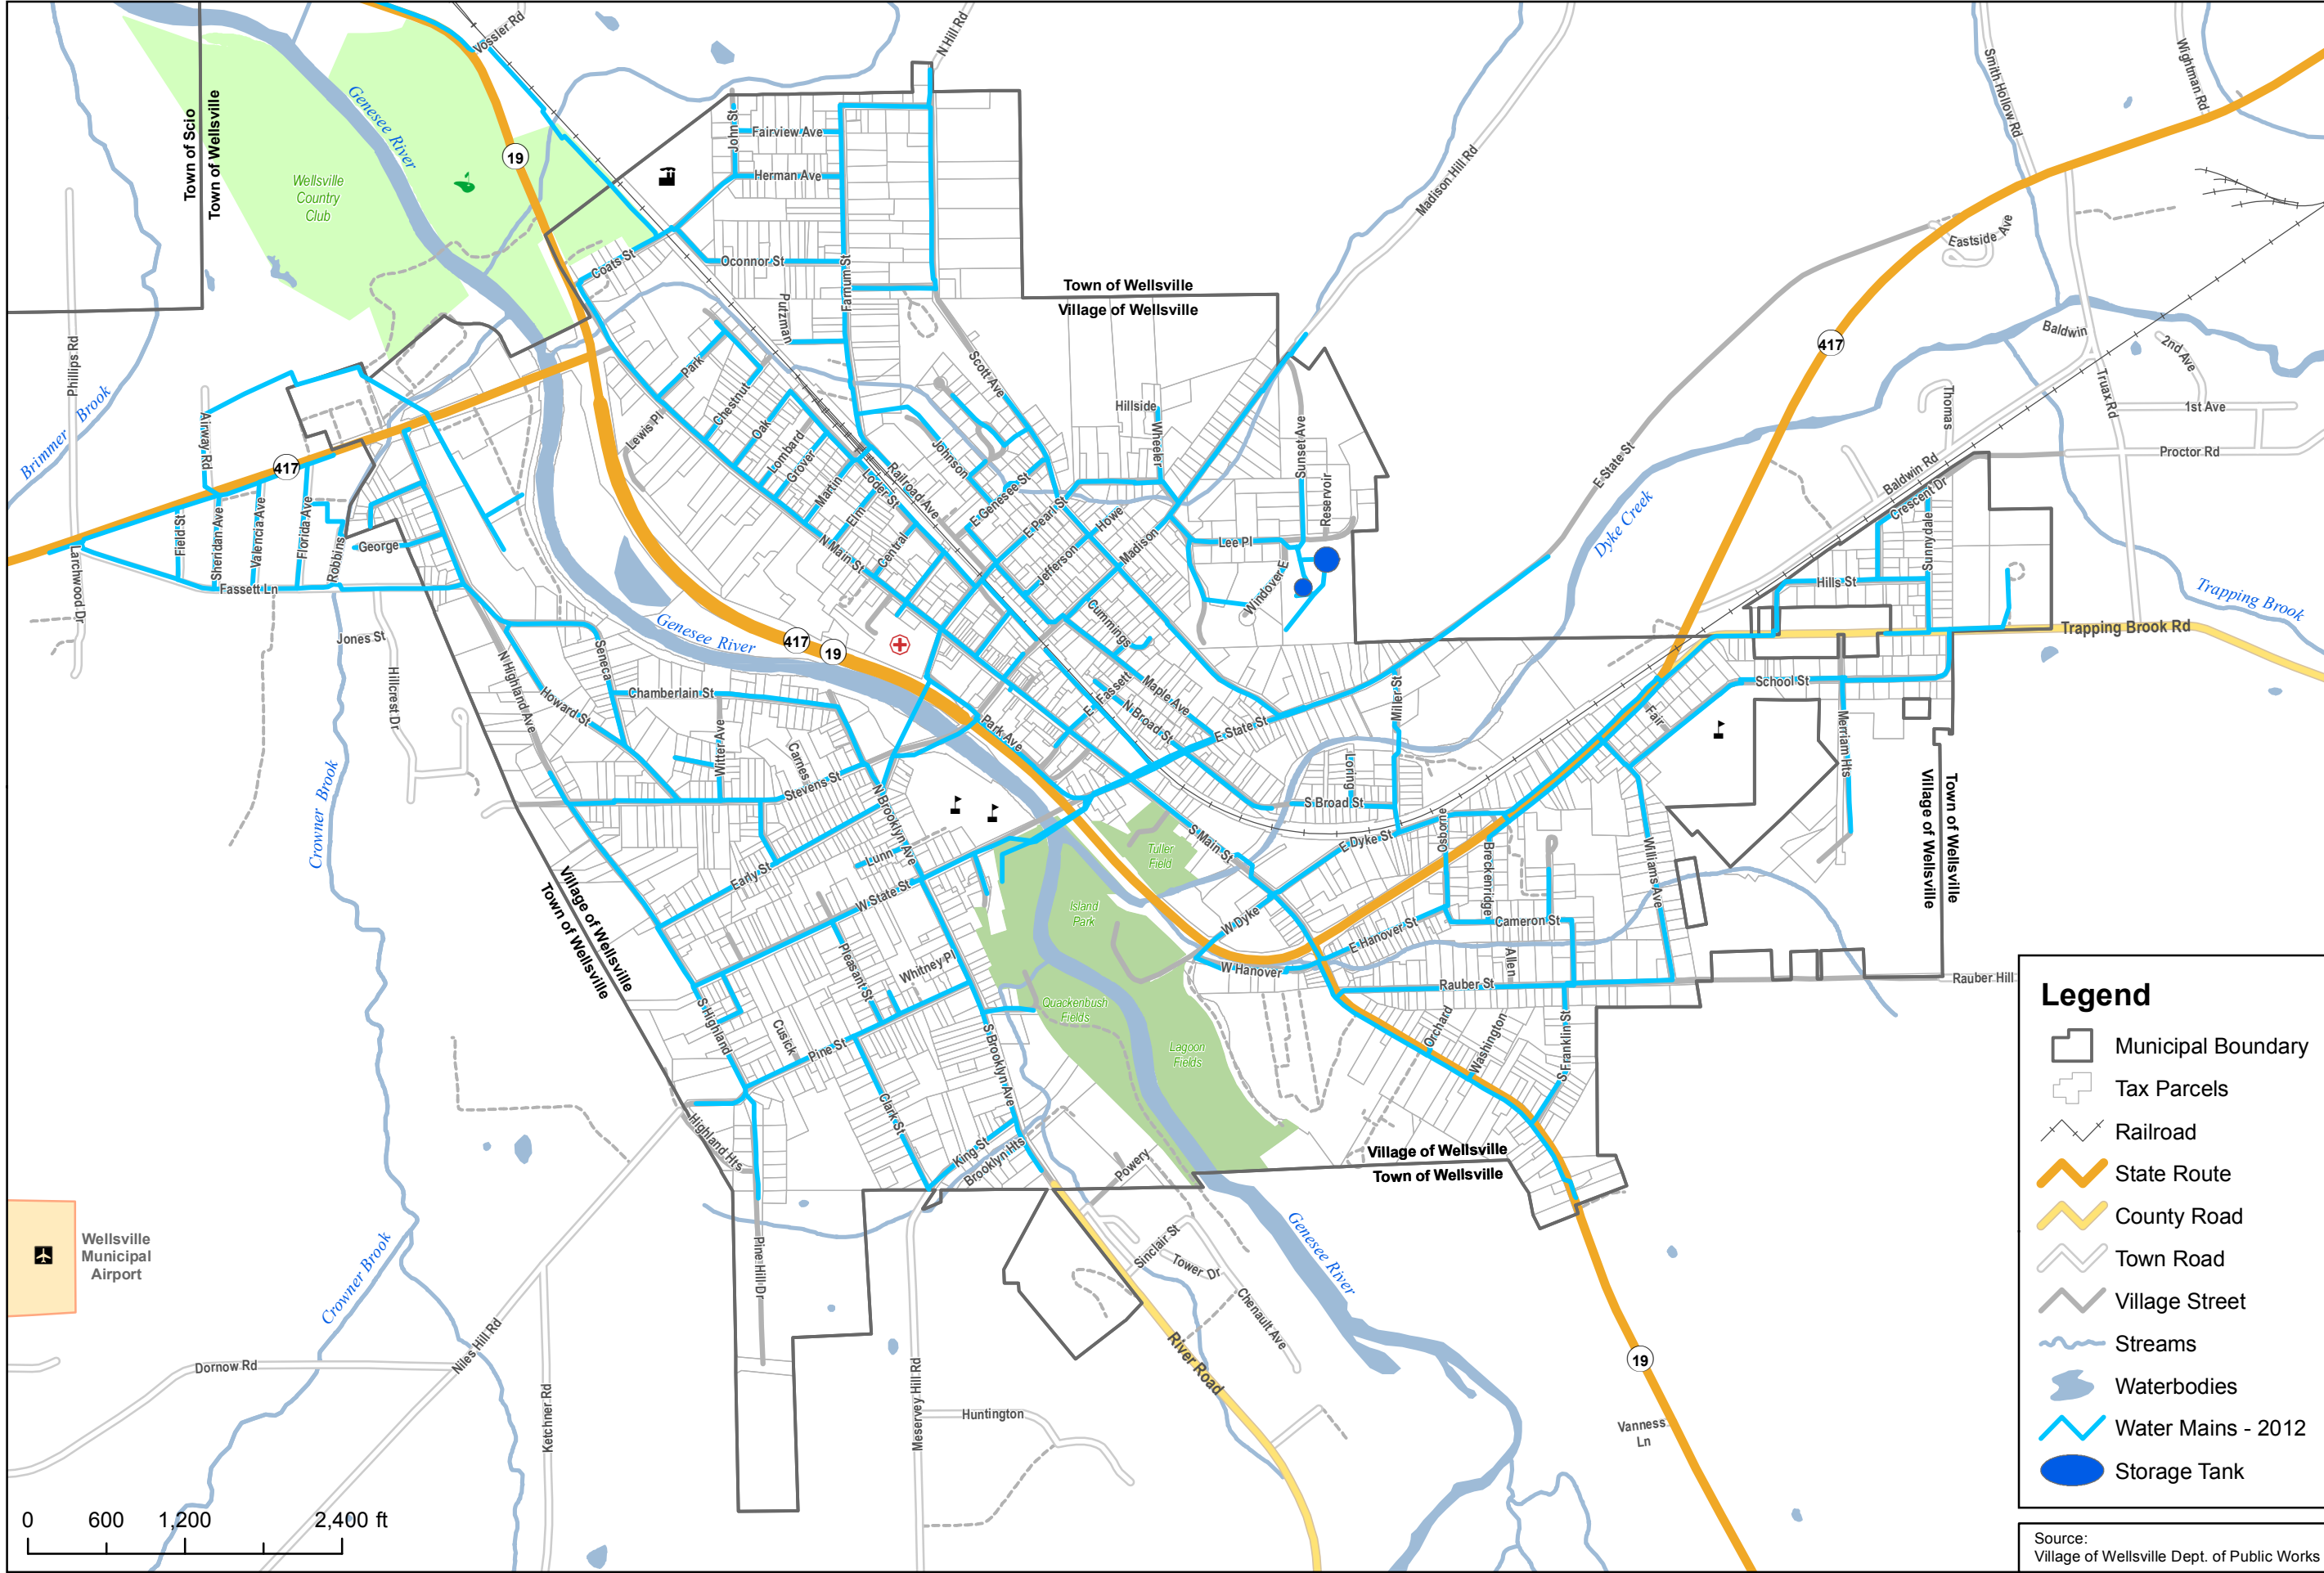 Vossler Rd
N Hill Rd
Smith Hollow Rd
Wightman Rd
Town of Scio
Town of Wellsville
Genesee River
19
Wellsville
Country
Club
John St
Fairview Ave
Herman Ave
Madison Hill Rd
Coats St
Oconnor St
Farnum St
Putzman
Town of Wellsville
Village of Wellsville
Eastside Ave
417
Baldwin
2nd Ave
Truax Rd
1st Ave
Proctor Rd
Thomas
Baldwin Rd
Crescent Dr
Sunnydale
Hills St
Trapping Brook
Trapping Brook Rd
Phillips Rd
Brimmer Brook
Airway Rd
417
Field St
Sheridan Ave
Valencia Ave
Florida Ave
Robins
George
Larchwood Dr
Fassett Ln
Jones St
Hillcrest Dr
Park
Chestnut
Lewis Pl
Oak
Lombard
Grover
Martin
Elm
Loder St
Railroad Ave
Central
N Main St
Johnson
Scott Ave
E Genesee St
E Pearl St
Howe
Jefferson
Madison
Hillside
Wheeler
Sunset Ave
Reservoir
Lee Pl
Windover E
E State St
Dyke Creek
Cummings
Maple Ave
E Fassett
N Broad St
E State St
Miller St
Loring
S Broad St
Genesee River
417
19
Park Ave
N Highland Ave
Howard St
Seneca
Chamberlain St
Witter Ave
Carnes
Stevens St
N Brooklyn Ave
Lunn
Early St
W State St
Crowner Brook
Village of Wellsville
Town of Wellsville
School St
Fair
Merriam Hts
Village of Wellsville
Town of Wellsville
Williams Ave
Osborne
E Dyke St
Breckenridge
Cameron St
E Hanover St
Allen
S Main St
Tuller
Field
Island
Park
W Dyke
W Hanover
Rauber St
Rauber Hill
Orchard
Washington
S Franklin St
Quackenbush
Fields
Lagoon
Fields
Pleasant St
Whitney Pl
S Highland
Cusick
Pine St
S Brooklyn Ave
Clark St
King St
Brooklyn Hts
Highland Hts
Powery
Village of Wellsville
Town of Wellsville
Pine Hill Dr
Sinclair St
Tower Dr
Chenault Ave
Genesee River
River Road
19
Vanness
Ln
Meservey Hill Rd
Huntington
Wellsville
Municipal
Airport
Crowner Brook
Dornow Rd
Niles Hill Rd
Ketchner Rd
0 600 1,200 2,400 ft
Legend
Municipal Boundary
Tax Parcels
Railroad
State Route
County Road
Town Road
Village Street
Streams
Waterbodies
Water Mains - 2012
Storage Tank
Source:
Village of Wellsville Dept. of Public Works